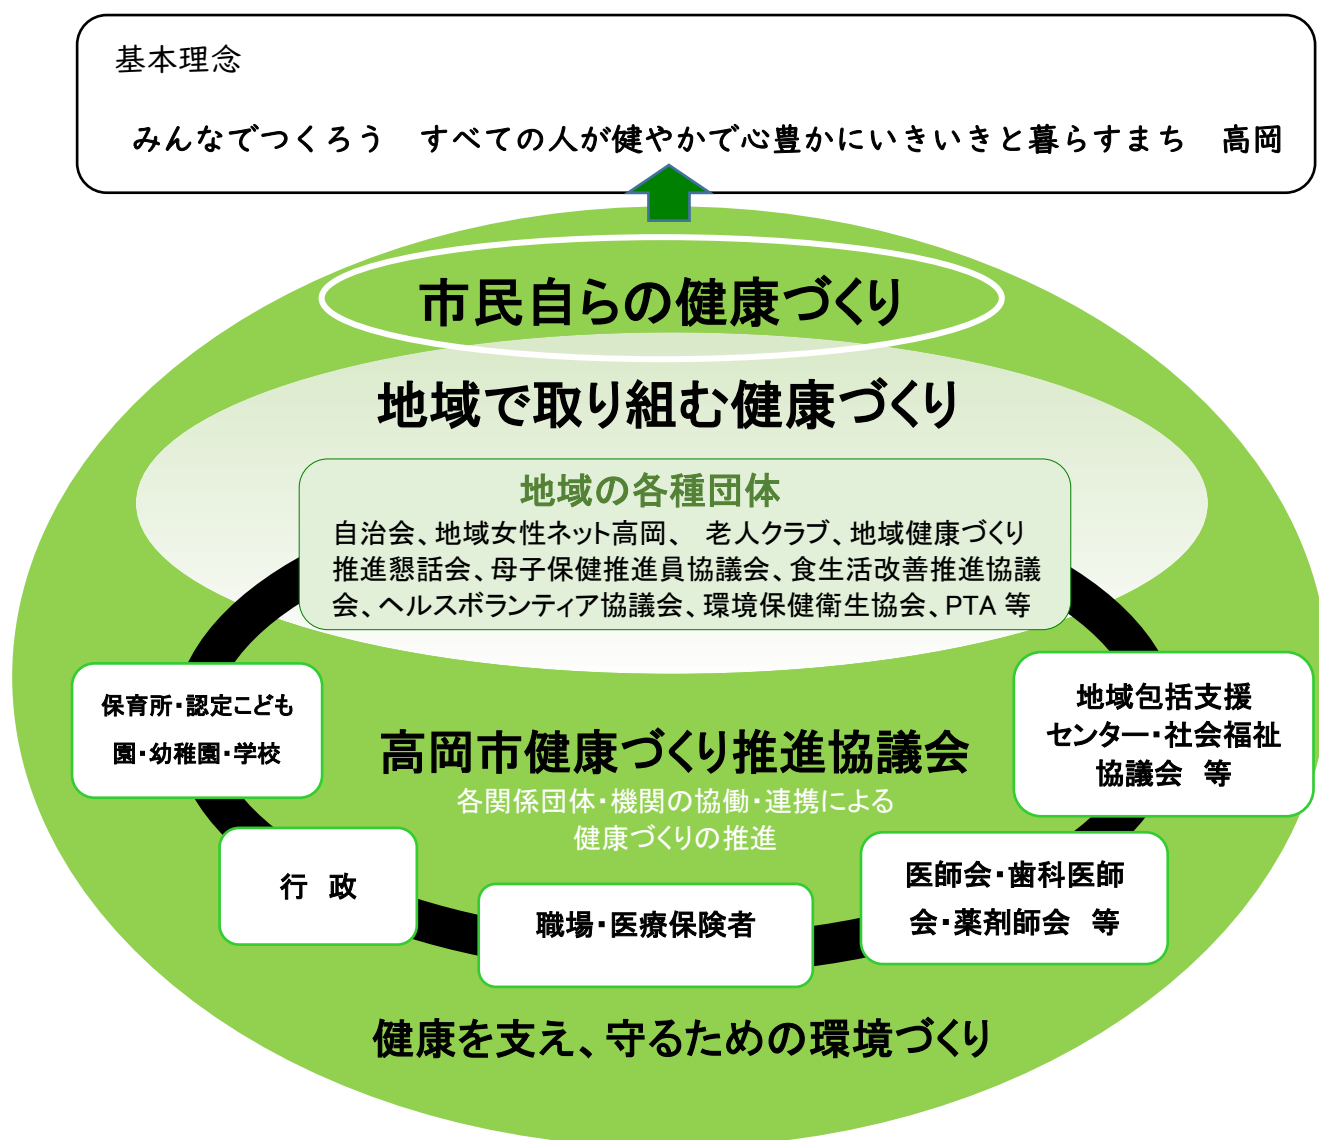 基本理念
みんなでつくろう　すべての人が健やかで心豊かにいきいきと暮らすまち　高岡
市民自らの健康づくり
地域で取り組む健康づくり
地域の各種団体
自治会、地域女性ネット高岡、　老人クラブ、地域健康づくり
推進懇話会、母子保健推進員協議会、食生活改善推進協議
会、ヘルスボランティア協議会、環境保健衛生協会、PTA 等
保育所・認定こども
園・幼稚園・学校
地域包括支援
センター・社会福祉
協議会　等
高岡市健康づくり推進協議会
各関係団体・機関の協働・連携による
健康づくりの推進
行　政
職場・医療保険者
医師会・歯科医師
会・薬剤師会　等
健康を支え、守るための環境づくり